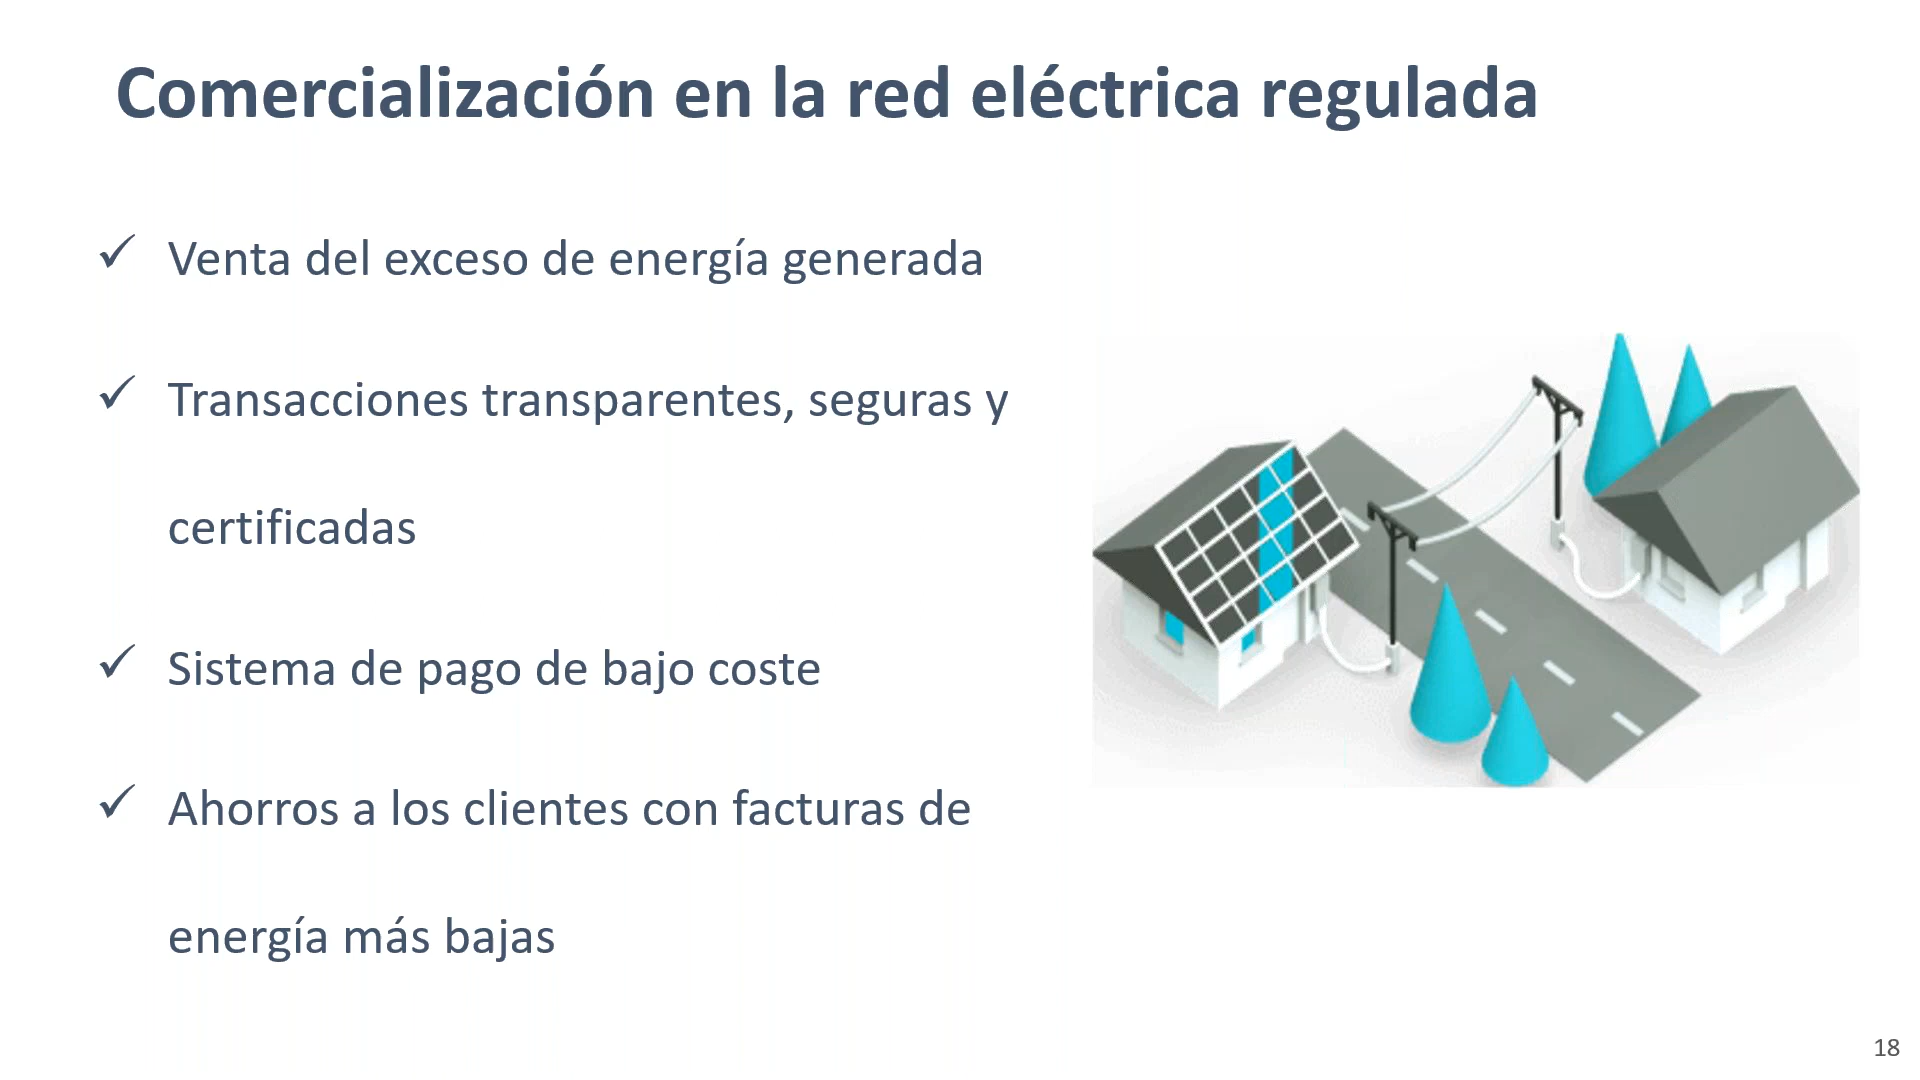 Comercialización en la red eléctrica regulada
✓ Venta del exceso de energía generada
✓ Transacciones transparentes, seguras y
certificadas
✓ Sistema de pago de bajo coste
✓ Ahorros a los clientes con facturas de
energía más bajas
18